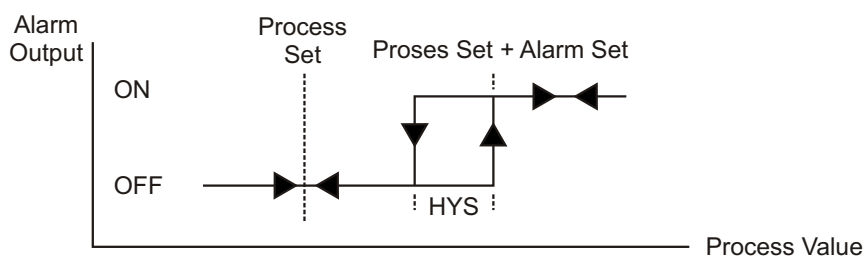 Alarm
Output
Process
Set
Proses Set + Alarm Set
ON
OFF
HYS
Process Value